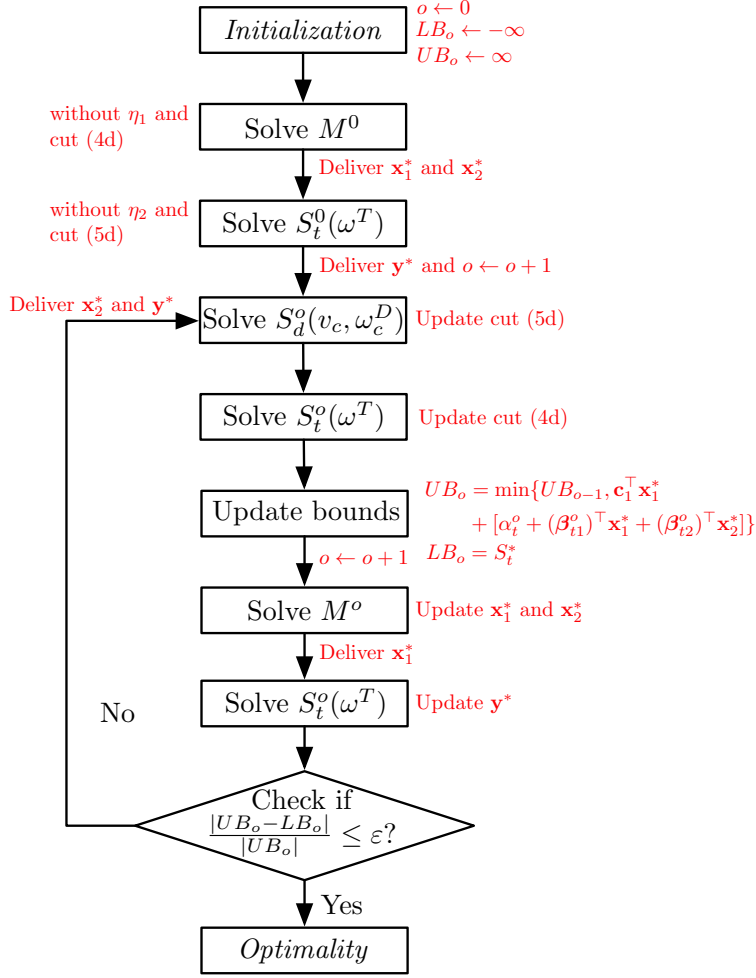 Initialization
o ← 0
LB_o ← −∞
UB_o ← ∞
without η_1 and
cut (4d)
Solve M^0
Deliver x_1^* and x_2^*
without η_2 and
cut (5d)
Solve S_t^0(ω^T)
Deliver y^* and o ← o + 1
Deliver x_2^* and y^*
Solve S_d^o(v_c, ω_c^D)
Update cut (5d)
Solve S_t^o(ω^T)
Update cut (4d)
Update bounds
UB_o = min{UB_{o−1}, c_1^⊤ x_1^*
+ [α_t^o + (β_{t1}^o)^⊤ x_1^* + (β_{t2}^o)^⊤ x_2^*]}
LB_o = S_t^*
o ← o + 1
Solve M^o
Update x_1^* and x_2^*
Deliver x_1^*
Solve S_t^o(ω^T)
Update y^*
No
Check if
|UB_o−LB_o|/|UB_o| ≤ ε?
Yes
Optimality